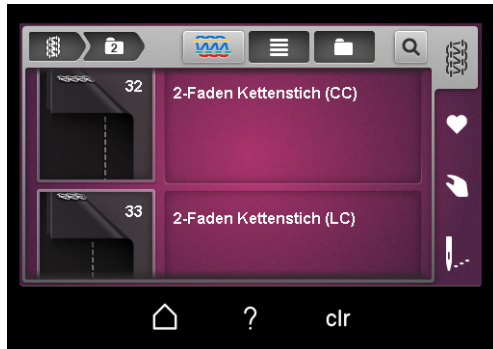 2
32
2-Faden Kettenstich (CC)
33
2-Faden Kettenstich (LC)
?
clr